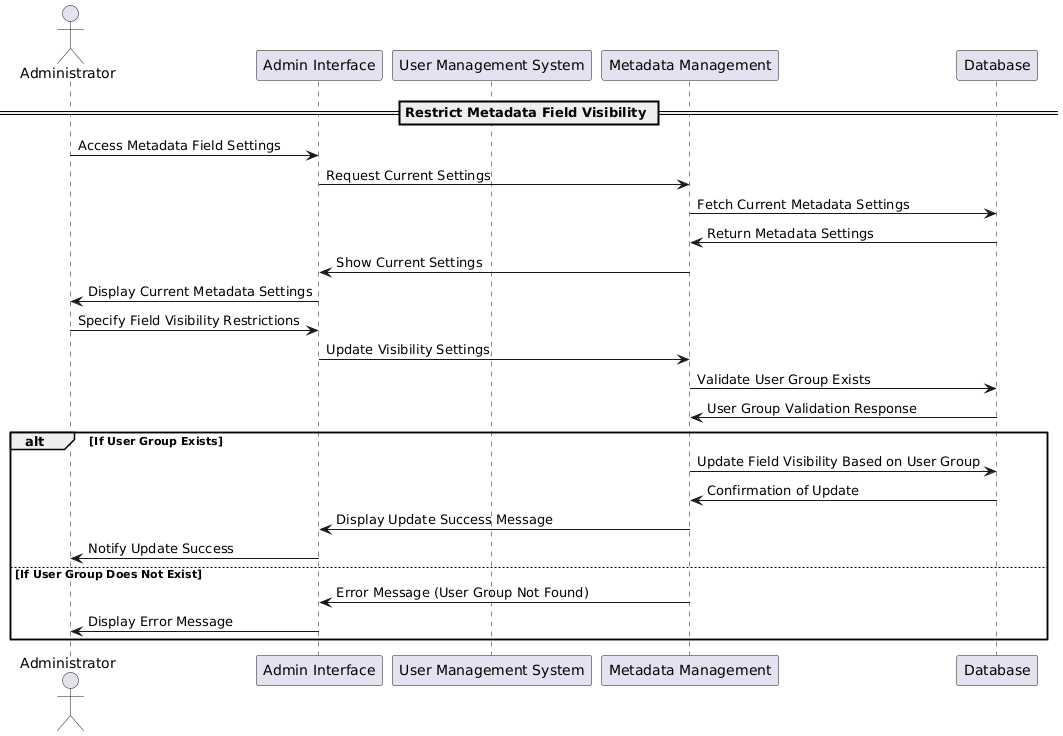 Administrator
Admin Interface
User Management System
Metadata Management
Database
Restrict Metadata Field Visibility
Access Metadata Field Settings
Request Current Settings
Fetch Current Metadata Settings
Return Metadata Settings
Show Current Settings
Display Current Metadata Settings
Specify Field Visibility Restrictions
Update Visibility Settings
Validate User Group Exists
User Group Validation Response
alt
[If User Group Exists]
Update Field Visibility Based on User Group
Confirmation of Update
Display Update Success Message
Notify Update Success
[If User Group Does Not Exist]
Error Message (User Group Not Found)
Display Error Message
Administrator
Admin Interface
User Management System
Metadata Management
Database